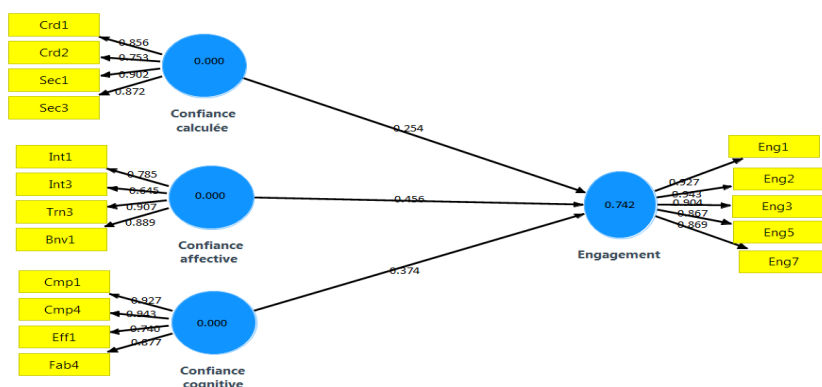 Crd1
0.856
Crd2
0.753
Sec1
0.902
Sec3
0.872
0.000
Confiance
calculée
0.254
Int1
0.785
Int3
0.645
Trn3
0.907
Bnv1
0.889
0.000
Confiance
affective
0.456
Cmp1
0.927
Cmp4
0.943
Eff1
0.740
Fab4
0.877
0.000
Confiance
cognitive
0.374
0.742
Engagement
Eng1
0.927
Eng2
0.943
Eng3
0.904
Eng5
0.867
Eng7
0.869